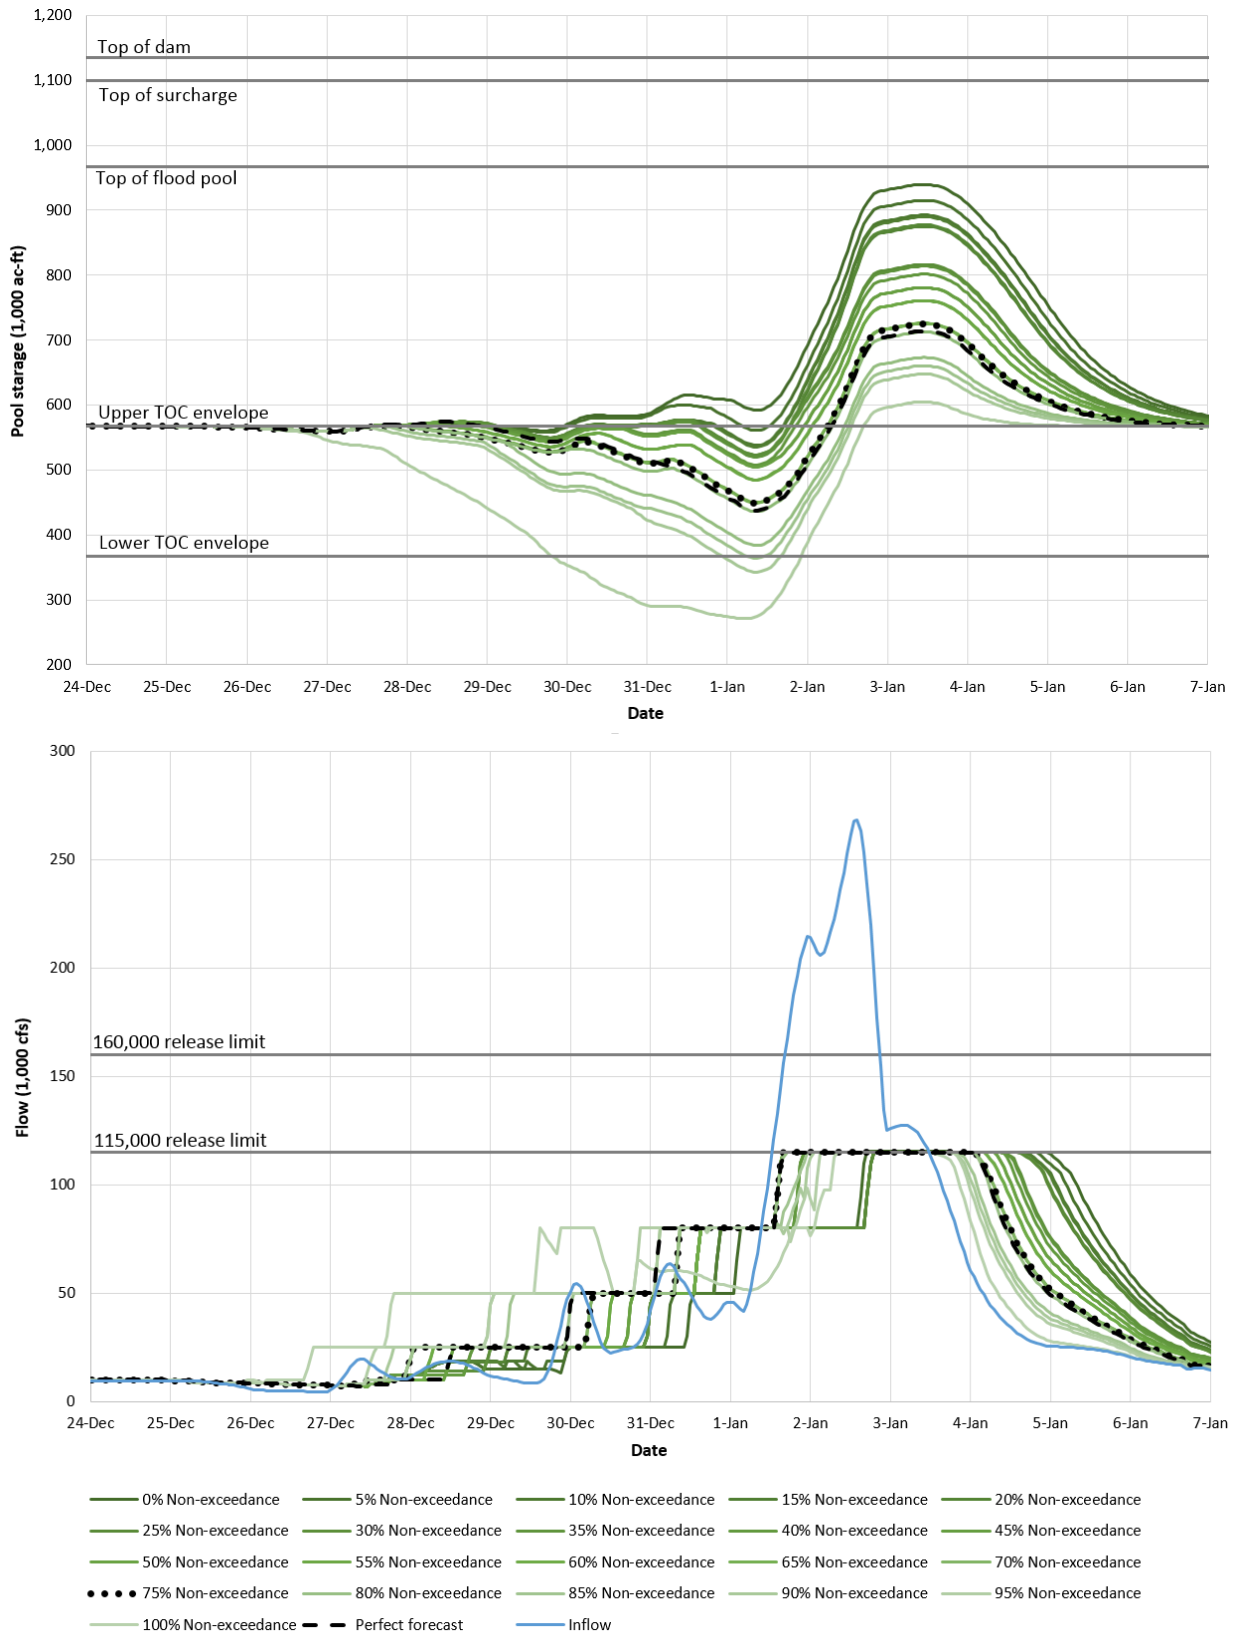 1,200
Top of dam
1,100
Top of surcharge
1,000
Top of flood pool
900
800
700
600
Upper TOC envelope
500
400
Lower TOC envelope
300
200
Pool starage (1,000 ac-ft)
24-Dec 25-Dec 26-Dec 27-Dec 28-Dec 29-Dec 30-Dec 31-Dec 1-Jan 2-Jan 3-Jan 4-Jan 5-Jan 6-Jan 7-Jan
Date
300
250
200
160,000 release limit
150
115,000 release limit
100
50
0
Flow (1,000 cfs)
24-Dec 25-Dec 26-Dec 27-Dec 28-Dec 29-Dec 30-Dec 31-Dec 1-Jan 2-Jan 3-Jan 4-Jan 5-Jan 6-Jan 7-Jan
Date
0% Non-exceedance 5% Non-exceedance 10% Non-exceedance 15% Non-exceedance 20% Non-exceedance
25% Non-exceedance 30% Non-exceedance 35% Non-exceedance 40% Non-exceedance 45% Non-exceedance
50% Non-exceedance 55% Non-exceedance 60% Non-exceedance 65% Non-exceedance 70% Non-exceedance
75% Non-exceedance 80% Non-exceedance 85% Non-exceedance 90% Non-exceedance 95% Non-exceedance
100% Non-exceedance Perfect forecast Inflow